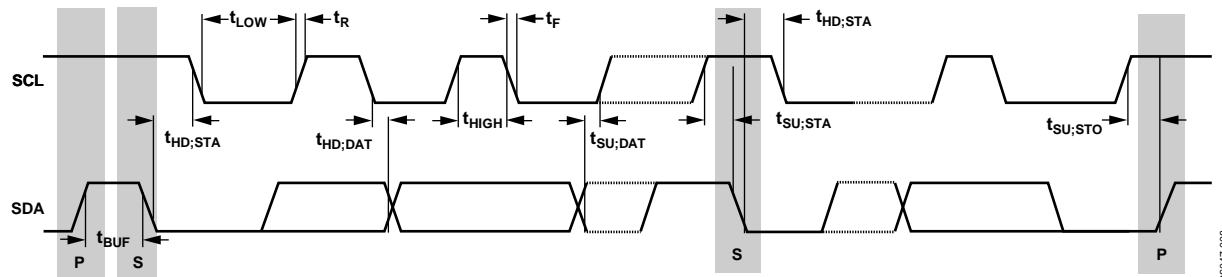 tLOW tR tF tHD;STA
SCL
tHD;STA tHD;DAT tHIGH tSU;DAT tSU;STA tSU;STO
SDA
tBUF
P S S P